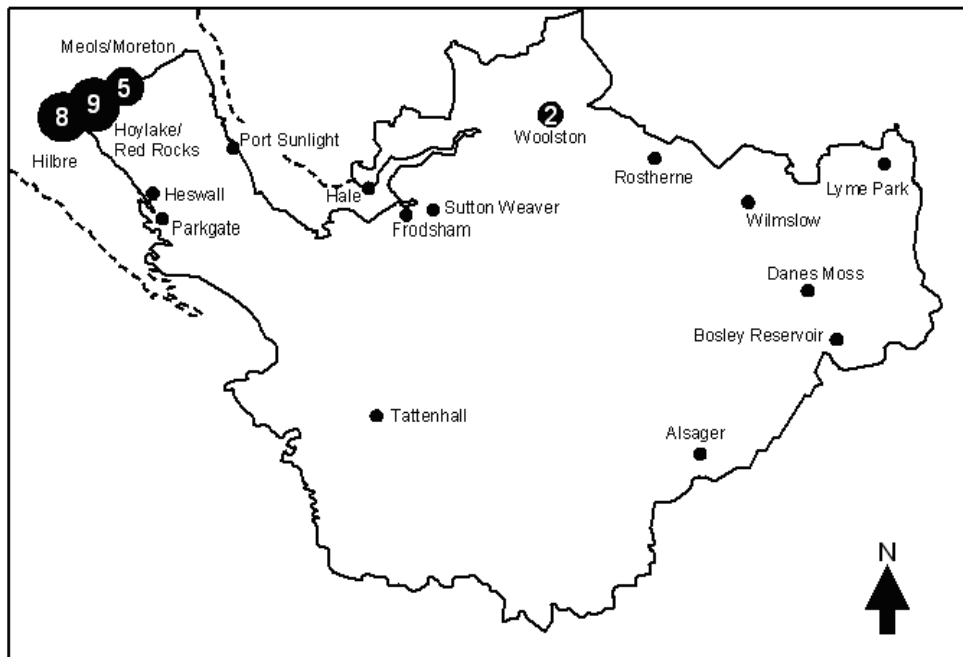 Meols/Moreton
5
9
8
Hoylake/
Red Rocks
Hilbre
Port Sunlight
2
Woolston
Rostherne
Lyme Park
Heswall
Hale
Sutton Weaver
Wilmslow
Parkgate
Frodsham
Danes Moss
Bosley Reservoir
Tattenhall
Alsager
N